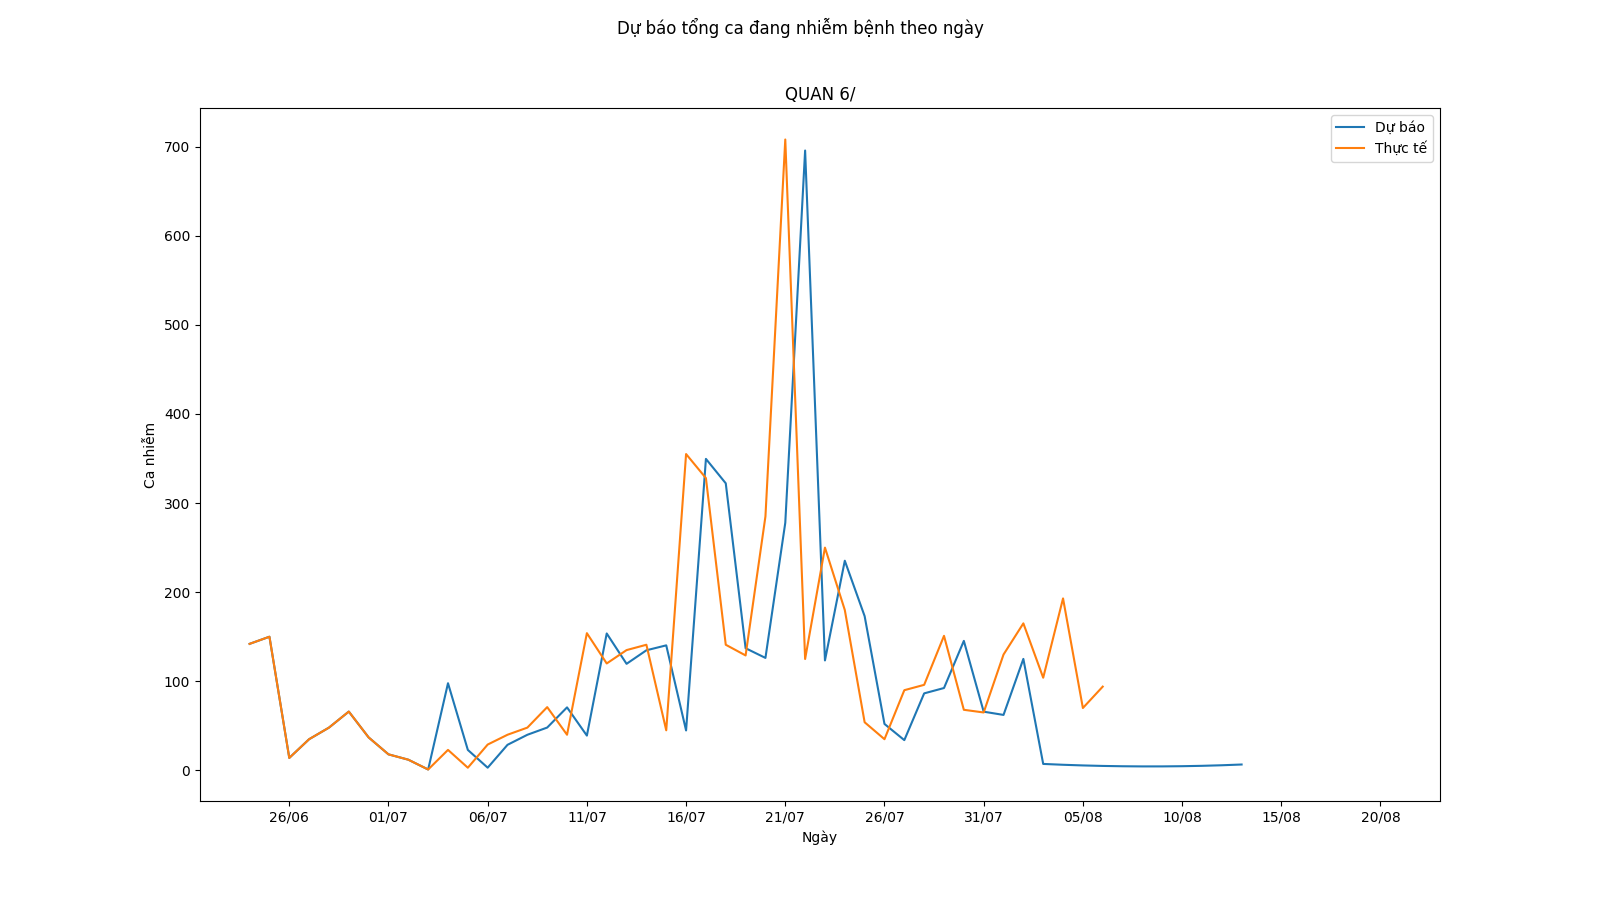 Dự báo tổng ca đang nhiễm bệnh theo ngày
QUAN 6/
Dự báo
Thực tế
700
600
500
400
300
200
100
0
Ca nhiễm
26/06 01/07 06/07 11/07 16/07 21/07 26/07 31/07 05/08 10/08 15/08 20/08
Ngày